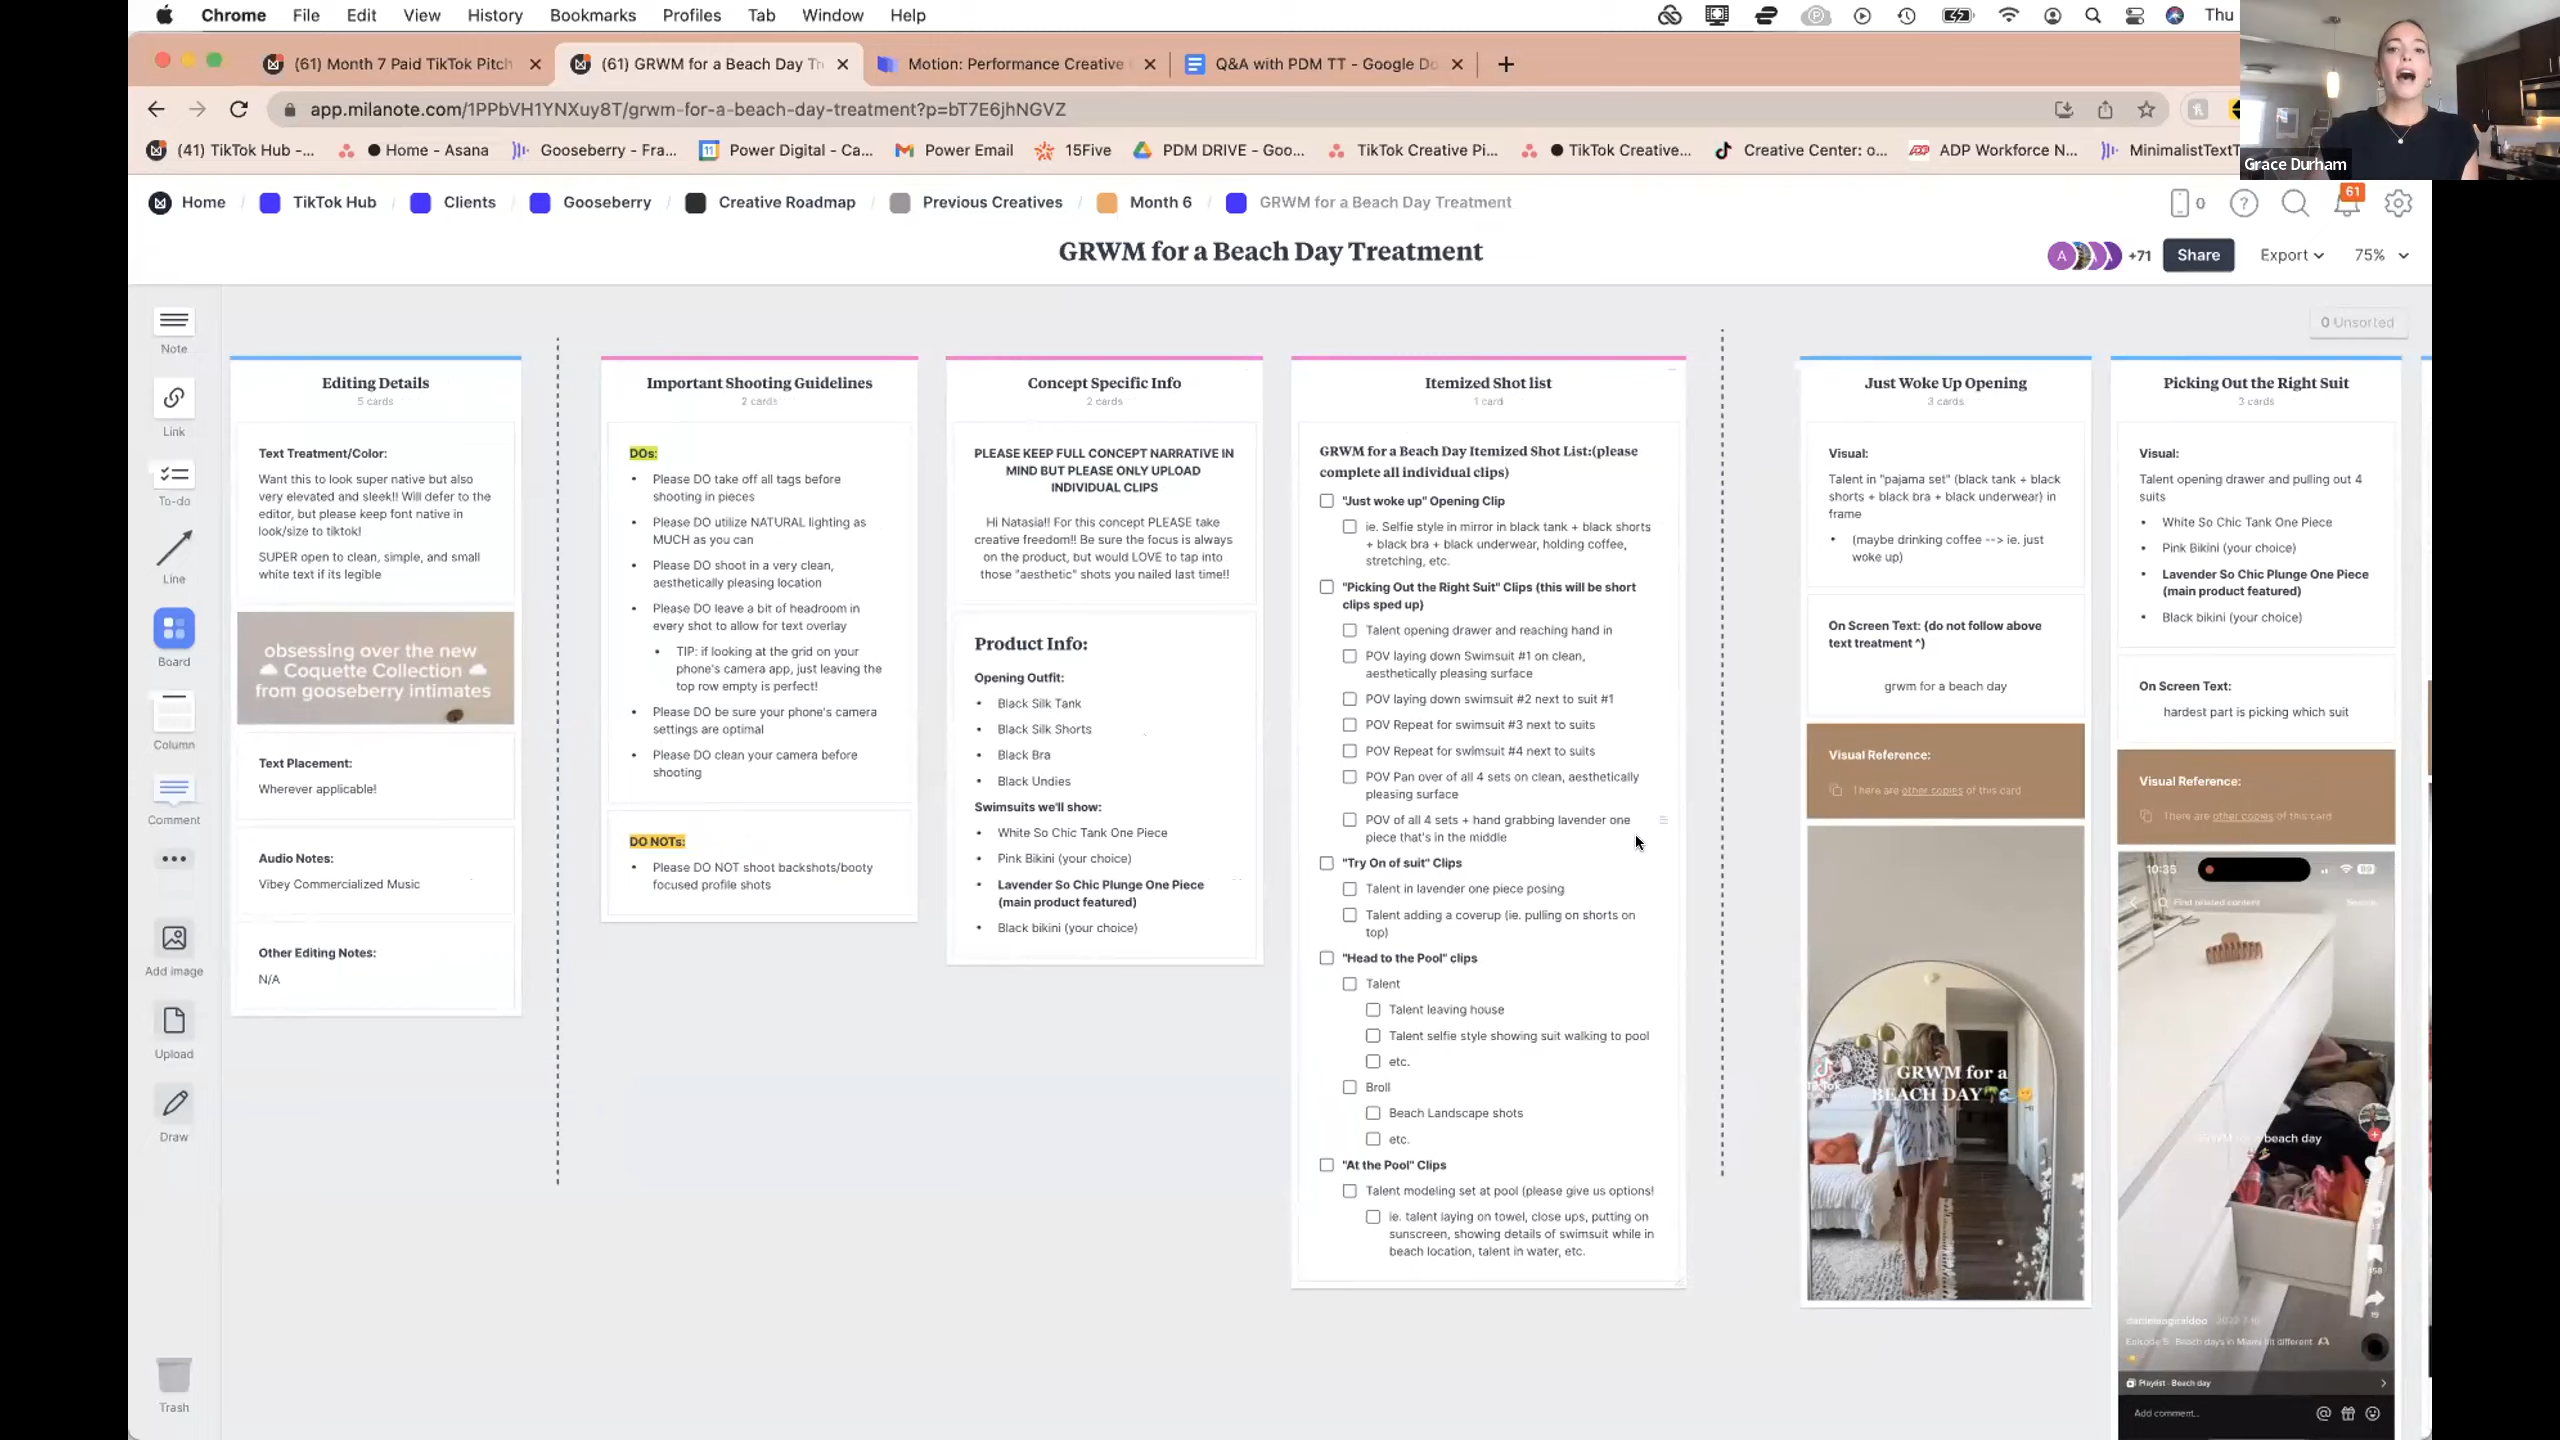 Chrome File Edit View History Bookmarks Profiles Tab Window Help Thu
(61) Month 7 Paid TikTok Pitch
(61) GRWM for a Beach Day Tr
Motion: Performance Creative
Q&A with PDM TT - Google Do
app.milanote.com/1PPbVH1YNXuy8T/grwm-for-a-beach-day-treatment?p=bT7E6jhNGVZ
(41) TikTok Hub -... Home - Asana Gooseberry - Fra... Power Digital - Ca... Power Email 15Five PDM DRIVE - Goo... TikTok Creative Pi... TikTok Creative... Creative Center: o... ADP Workforce N... MinimalistTextT
Grace Durham
Home / TikTok Hub / Clients / Gooseberry / Creative Roadmap / Previous Creatives / Month 6 / GRWM for a Beach Day Treatment
0
61
GRWM for a Beach Day Treatment
A
+71
Share
Export
75%
0 Unsorted
Note
Link
To-do
Line
Board
Column
Comment
Add image
Upload
Draw
Trash
Editing Details
5 cards
Text Treatment/Color:
Want this to look super native but also
very elevated and sleek!! Will defer to the
editor, but please keep font native in
look/size to tiktok!
SUPER open to clean, simple, and small
white text if its legible
obsessing over the new
Coquette Collection
from gooseberry intimates
Text Placement:
Wherever applicable!
Audio Notes:
Vibey Commercialized Music
Other Editing Notes:
N/A
Important Shooting Guidelines
2 cards
DOs:
• Please DO take off all tags before
shooting in pieces
• Please DO utilize NATURAL lighting as
MUCH as you can
• Please DO shoot in a very clean,
aesthetically pleasing location
• Please DO leave a bit of headroom in
every shot to allow for text overlay
• TIP: if looking at the grid on your
phone's camera app, just leaving the
top row empty is perfect!
• Please DO be sure your phone's camera
settings are optimal
• Please DO clean your camera before
shooting
DO NOTs:
• Please DO NOT shoot backshots/booty
focused profile shots
Concept Specific Info
2 cards
PLEASE KEEP FULL CONCEPT NARRATIVE IN
MIND BUT PLEASE ONLY UPLOAD
INDIVIDUAL CLIPS
Hi Natasia!! For this concept PLEASE take
creative freedom!! Be sure the focus is always
on the product, but would LOVE to tap into
those "aesthetic" shots you nailed last time!!
Product Info:
Opening Outfit:
• Black Silk Tank
• Black Silk Shorts
• Black Bra
• Black Undies
Swimsuits we'll show:
• White So Chic Tank One Piece
• Pink Bikini (your choice)
• Lavender So Chic Plunge One Piece
(main product featured)
• Black bikini (your choice)
Itemized Shot list
1 card
GRWM for a Beach Day Itemized Shot List:(please
complete all individual clips)
"Just woke up" Opening Clip
ie. Selfie style in mirror in black tank + black shorts
+ black bra + black underwear, holding coffee,
stretching, etc.
"Picking Out the Right Suit" Clips (this will be short
clips sped up)
Talent opening drawer and reaching hand in
POV laying down Swimsuit #1 on clean,
aesthetically pleasing surface
POV laying down swimsuit #2 next to suit #1
POV Repeat for swimsuit #3 next to suits
POV Repeat for swimsuit #4 next to suits
POV Pan over of all 4 sets on clean, aesthetically
pleasing surface
POV of all 4 sets + hand grabbing lavender one
piece that's in the middle
"Try On of suit" Clips
Talent in lavender one piece posing
Talent adding a coverup (ie. pulling on shorts on
top)
"Head to the Pool" clips
Talent
Talent leaving house
Talent selfie style showing suit walking to pool
etc.
Broll
Beach Landscape shots
etc.
"At the Pool" Clips
Talent modeling set at pool (please give us options!
ie. talent laying on towel, close ups, putting on
sunscreen, showing details of swimsuit while in
beach location, talent in water, etc.
Just Woke Up Opening
3 cards
Visual:
Talent in "pajama set" (black tank + black
shorts + black bra + black underwear) in
frame
• (maybe drinking coffee --> ie. just
woke up)
On Screen Text: (do not follow above
text treatment ^)
grwm for a beach day
Visual Reference:
There are other copies of this card
GRWM for a
BEACH DAY
Picking Out the Right Suit
3 cards
Visual:
Talent opening drawer and pulling out 4
suits
• White So Chic Tank One Piece
• Pink Bikini (your choice)
• Lavender So Chic Plunge One Piece
(main product featured)
• Black bikini (your choice)
On Screen Text:
hardest part is picking which suit
Visual Reference:
There are other copies of this card
10:35
Find related content
Search
beach day
Episode 5: Beach days in Miami hit different
Playlist · Beach day
Add comment...